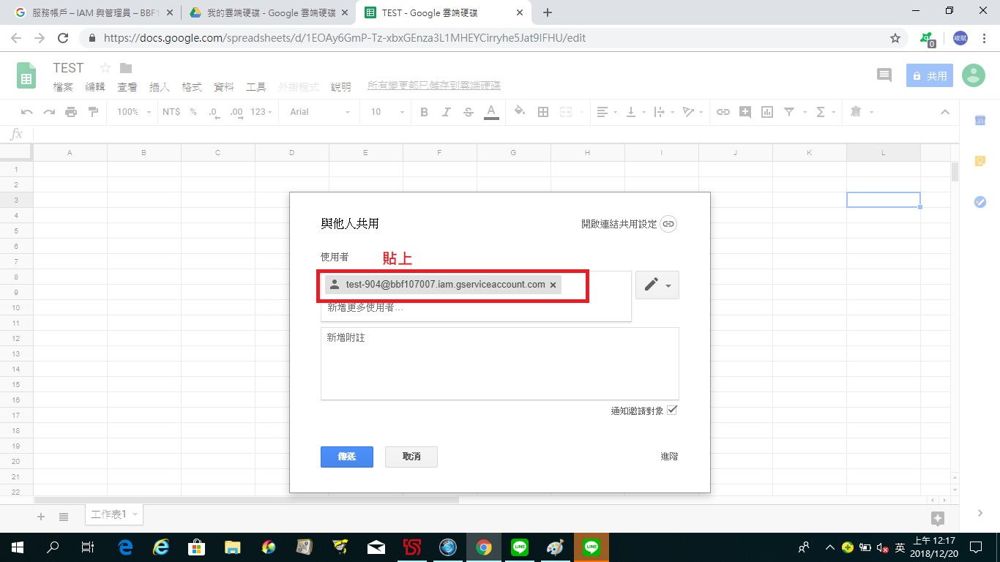 服務帳戶 – IAM 與管理員 – BBF1
我的雲端硬碟 - Google 雲端硬碟
TEST - Google 雲端硬碟
https://docs.google.com/spreadsheets/d/1EOAy6GmP-Tz-xbxGEnza3L1MHEYCirryhe5Jat9IFHU/edit
0
峻賦
TEST
檔案 編輯 查看 插入 格式 資料 工具 外掛程式 說明 所有變更都已儲存到雲端硬碟
共用
100% NT$ % .0 .00 123 Arial 10 B I S A
fx
A B C D E F G H I J K L
1
2
3
4
5
6
7
8
9
10
11
12
13
14
15
16
17
18
19
20
21
22
31
與他人共用
開啟連結共用設定
使用者
貼上
test-904@bbf107007.iam.gserviceaccount.com
新增更多使用者...
新增附註
通知邀請對象
傳送
取消
進階
工作表1
LINE
LINE
英
上午 12:17
2018/12/20